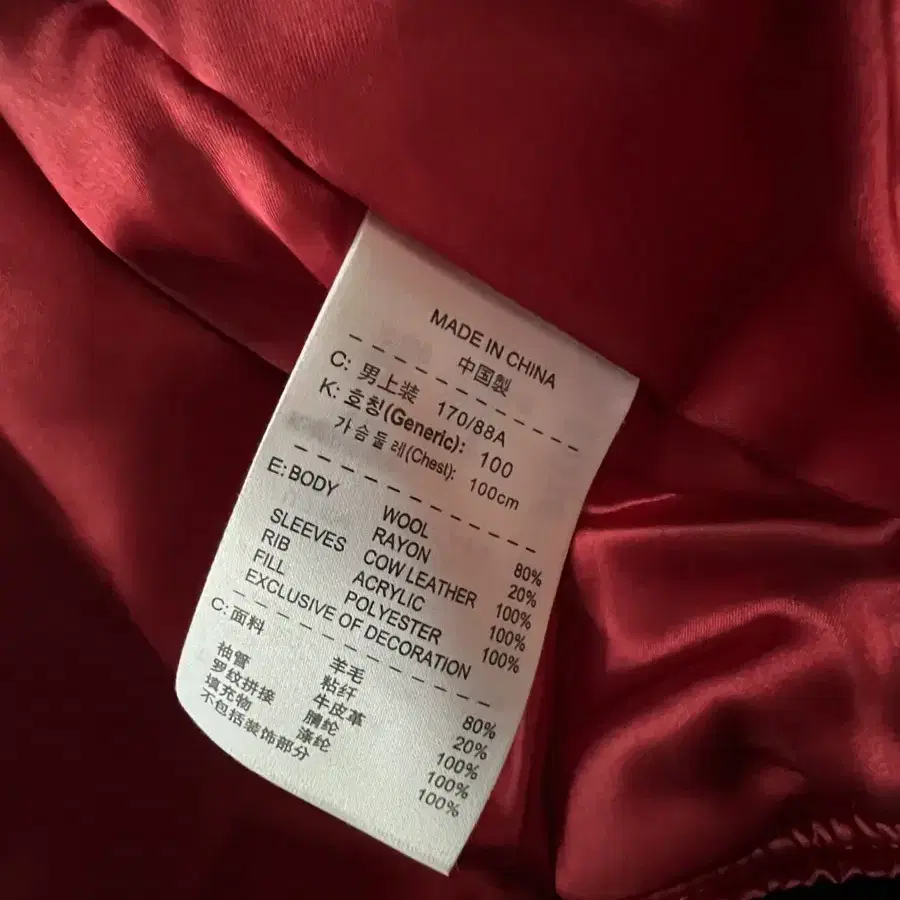 MADE IN CHINA
中国製
C: 男上装 170/88A
K: 호칭(Generic): 100
가슴둘레(Chest): 100cm
E: BODY WOOL 80%
RAYON 20%
SLEEVES COW LEATHER 100%
RIB ACRYLIC 100%
FILL POLYESTER 100%
EXCLUSIVE OF DECORATION
C: 面料 羊毛 80%
粘纤 20%
袖管 牛皮革 100%
罗纹拼接 腈纶 100%
填充物 涤纶 100%
不包括装饰部分